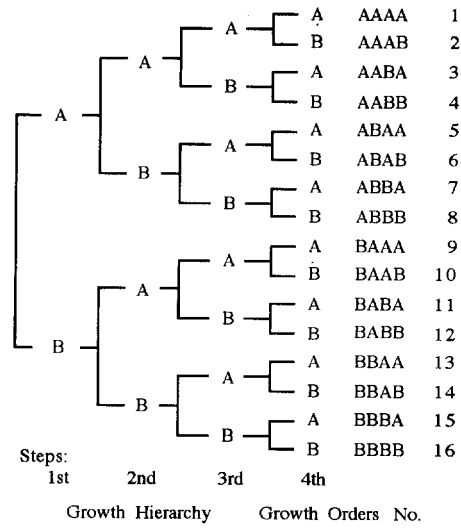 A A AAAA 1
A B AAAB 2
A AABA 3
B
B AABB 4
A
A ABAA 5
A
B ABAB 6
B
A ABBA 7
B
B ABBB 8
A BAAA 9
A
B BAAB 10
A
A BABA 11
B
B BABB 12
B
A BBAA 13
A
B BBAB 14
B
A BBBA 15
B
B BBBB 16
Steps:
1st 2nd 3rd 4th
Growth Hierarchy Growth Orders No.